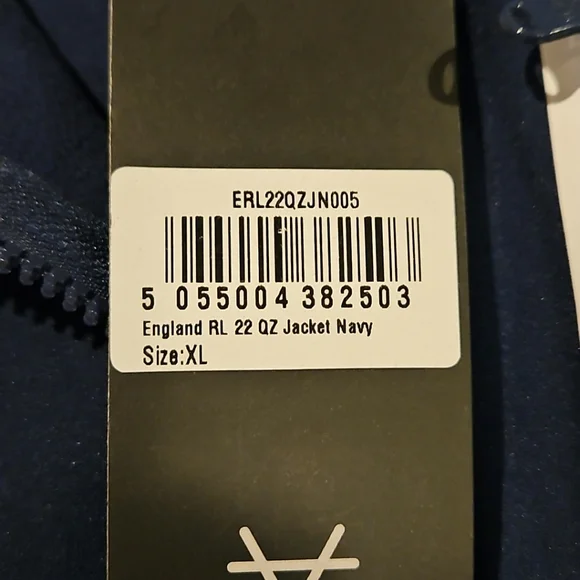 ERL22QZJN005
5 055004 382503
England RL 22 QZ Jacket Navy
Size:XL